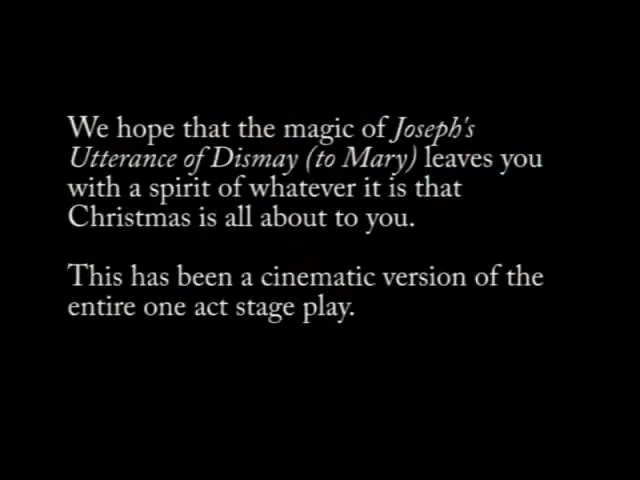 We hope that the magic of Joseph's
Utterance of Dismay (to Mary) leaves you
with a spirit of whatever it is that
Christmas is all about to you.
This has been a cinematic version of the
entire one act stage play.